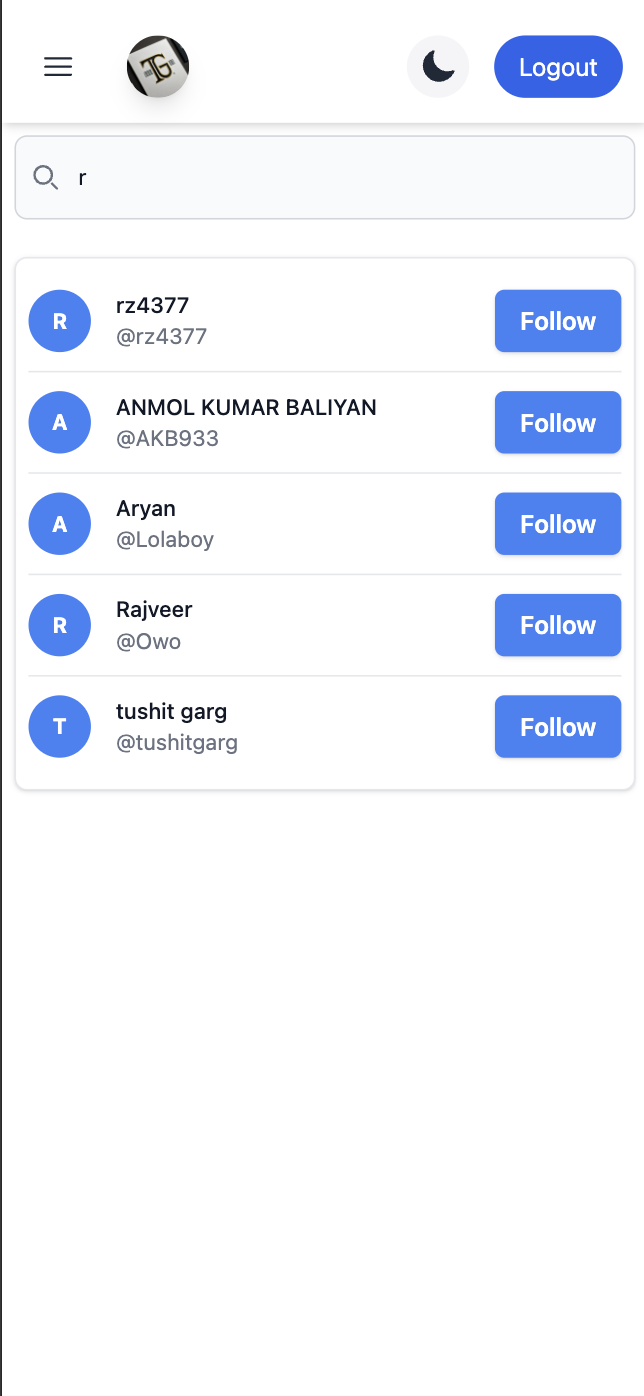 TG
Logout
r
R
rz4377
@rz4377
Follow
A
ANMOL KUMAR BALIYAN
@AKB933
Follow
A
Aryan
@Lolaboy
Follow
R
Rajveer
@Owo
Follow
T
tushit garg
@tushitgarg
Follow